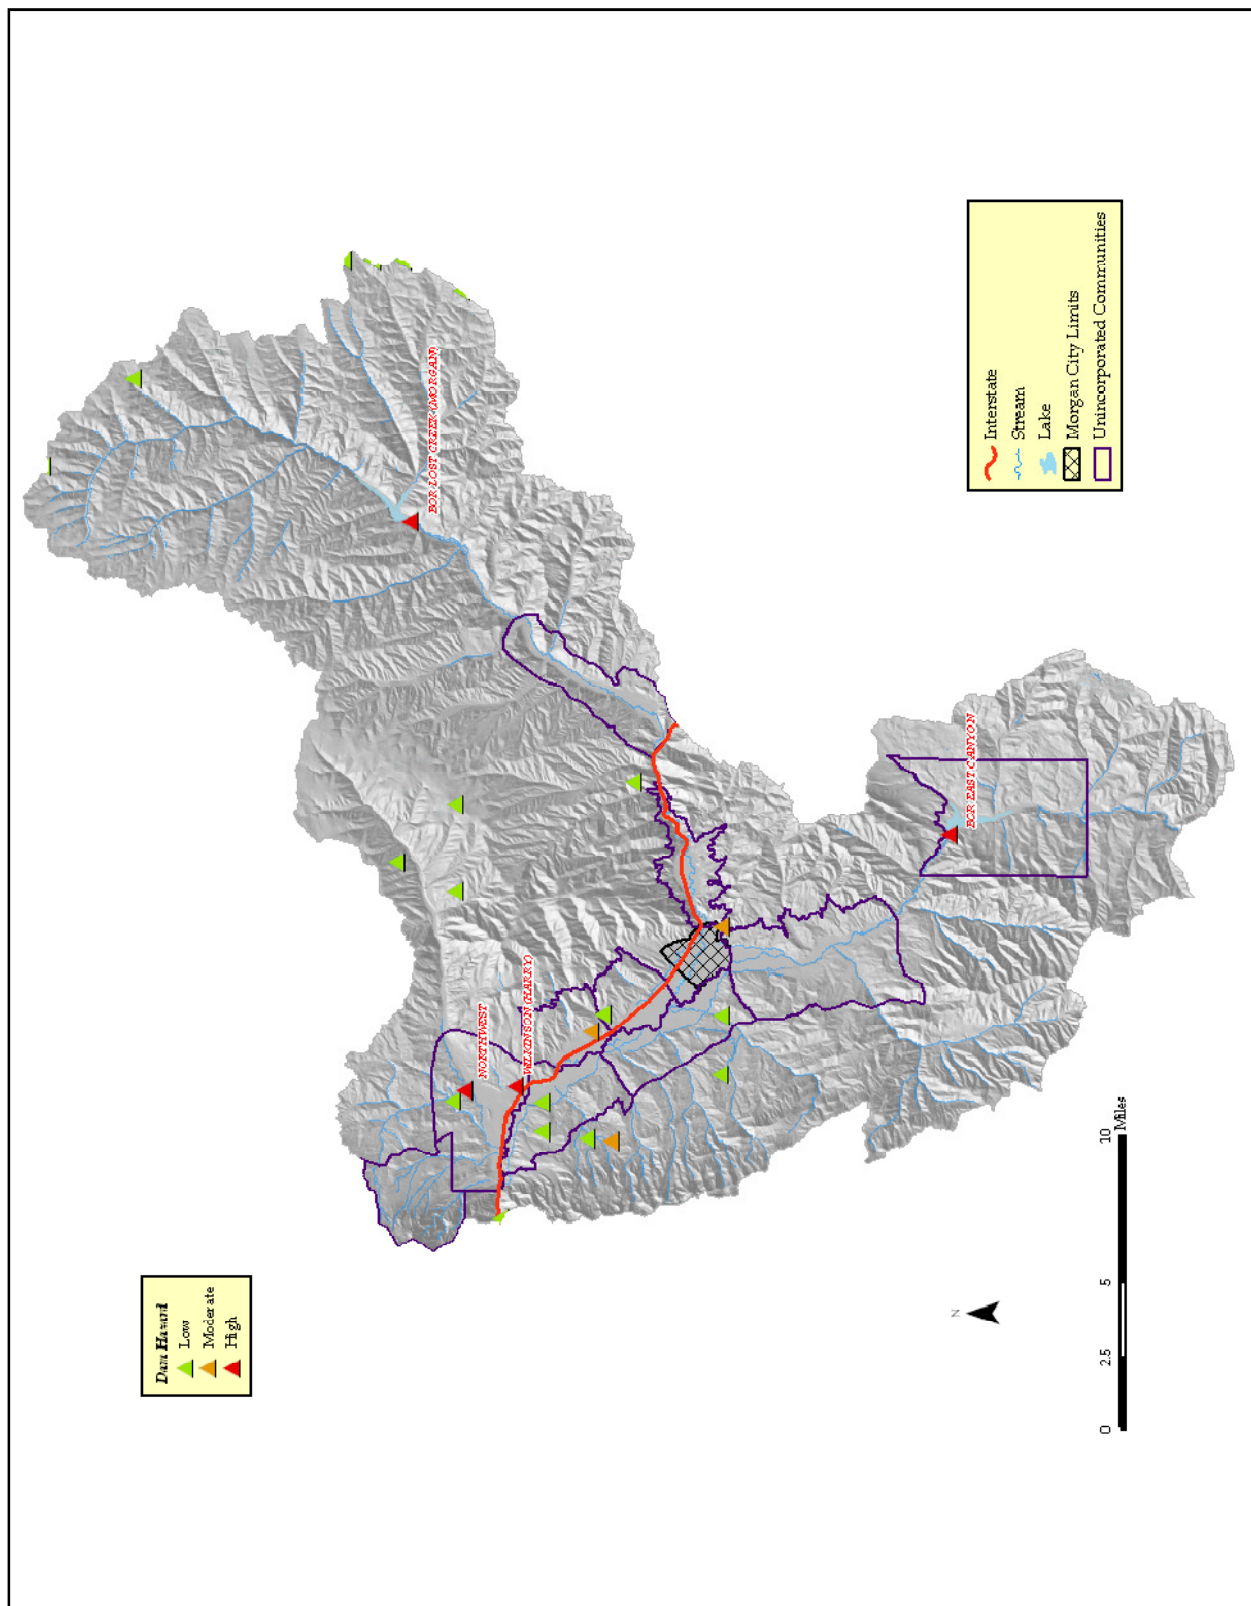 Dam Hazard
Low
Moderate
High
BOR LOST CREEK (MORGAN)
NORTHWEST
WILKINSON (HARRY)
BOR EAST CANYON
Interstate
Stream
Lake
Morgan City Limits
Unincorporated Communities
N
0 2.5 5 10
Miles